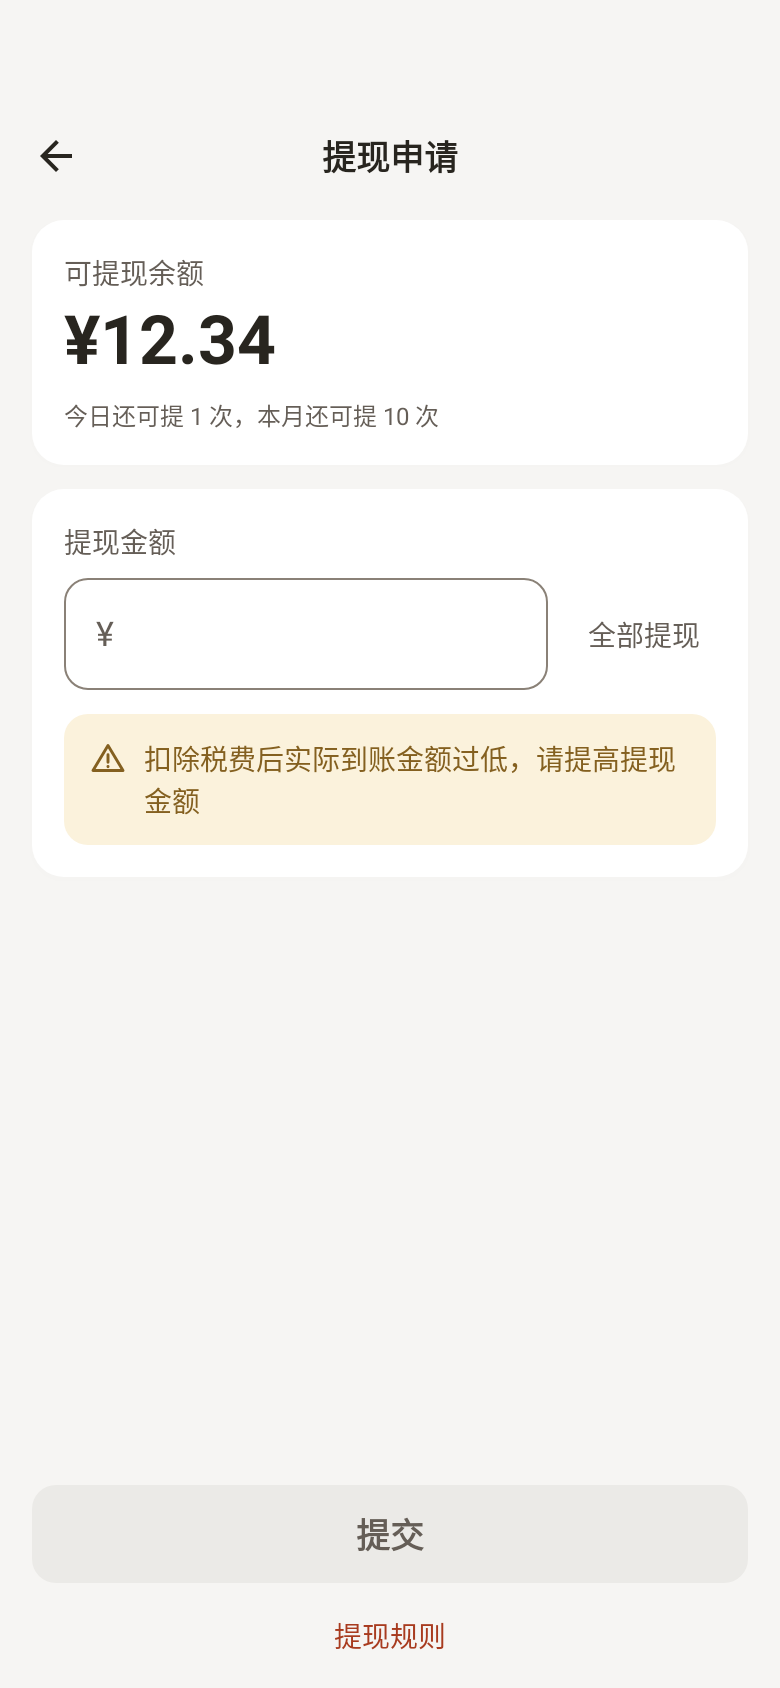 提现申请
可提现余额
¥12.34
今日还可提 1 次，本月还可提 10 次
提现金额
¥
全部提现
扣除税费后实际到账金额过低，请提高提现
金额
提交
提现规则